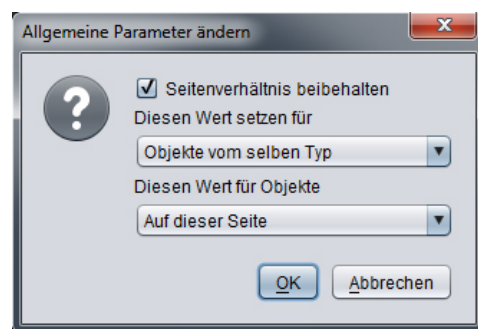 Allgemeine Parameter ändern
Seitenverhältnis beibehalten
Diesen Wert setzen für
Objekte vom selben Typ
Diesen Wert für Objekte
Auf dieser Seite
OK Abbrechen